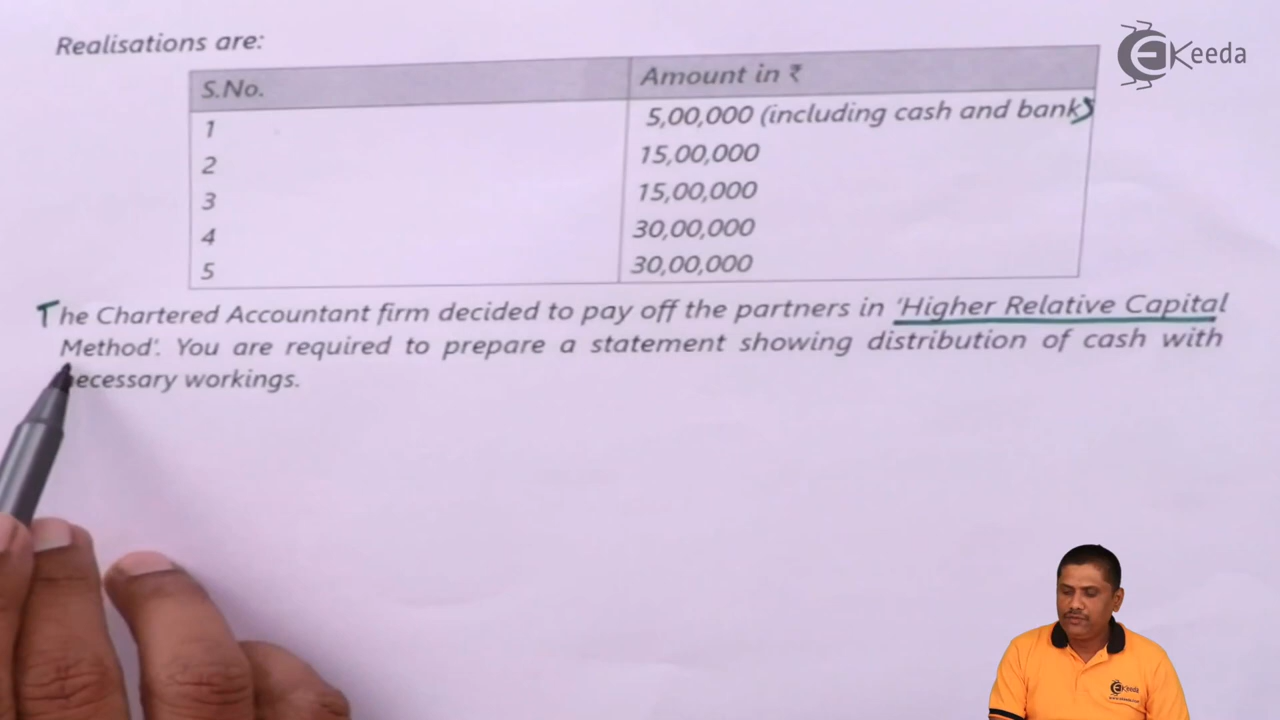 Realisations are:
EKeeda
S.No. Amount in ₹
1 5,00,000 (including cash and bank)
2 15,00,000
3 15,00,000
4 30,00,000
5 30,00,000
The Chartered Accountant firm decided to pay off the partners in 'Higher Relative Capital
Method'. You are required to prepare a statement showing distribution of cash with
necessary workings.
EKeeda